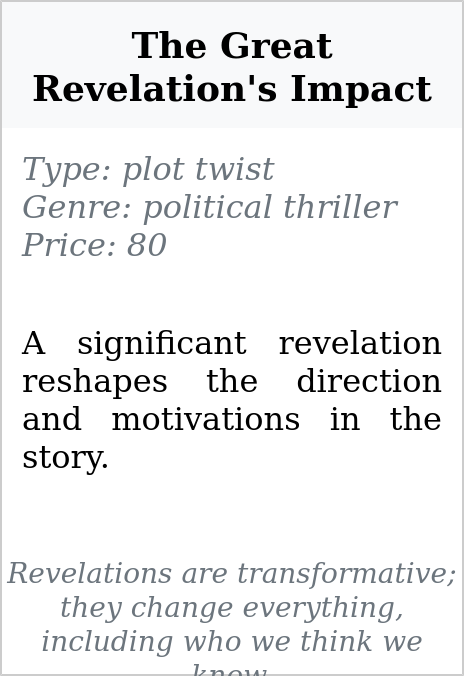 The Great
Revelation's Impact
Type: plot twist
Genre: political thriller
Price: 80
A significant revelation
reshapes the direction
and motivations in the
story.
Revelations are transformative;
they change everything,
including who we think we
know